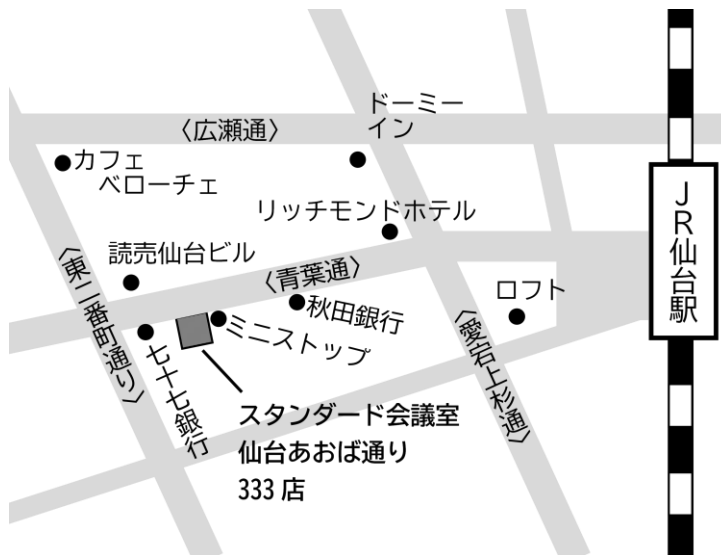 ドーミー
イン
〈広瀬通〉
カフェ
ベローチェ
リッチモンドホテル
JR仙台駅
読売仙台ビル
〈青葉通〉
ロフト
秋田銀行
ミニストップ
〈東二番町通り〉
〈愛宕上杉通〉
七十七銀行
スタンダード会議室
仙台あおば通り
333 店